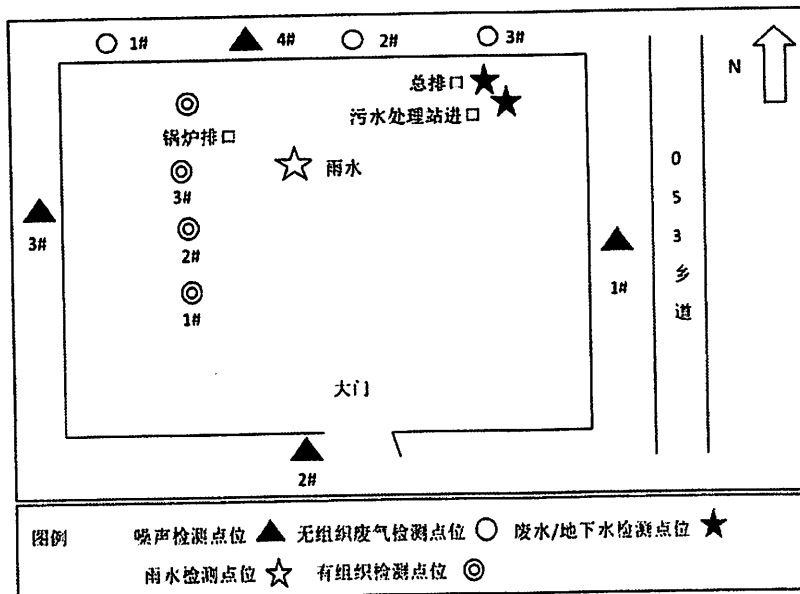 1# 4# 2# 3#
N
总排口
污水处理站进口
锅炉排口
雨水
3#
2#
1#
3#
1#
053乡道
大门
2#
图例 噪声检测点位 无组织废气检测点位 废水/地下水检测点位
雨水检测点位 有组织检测点位